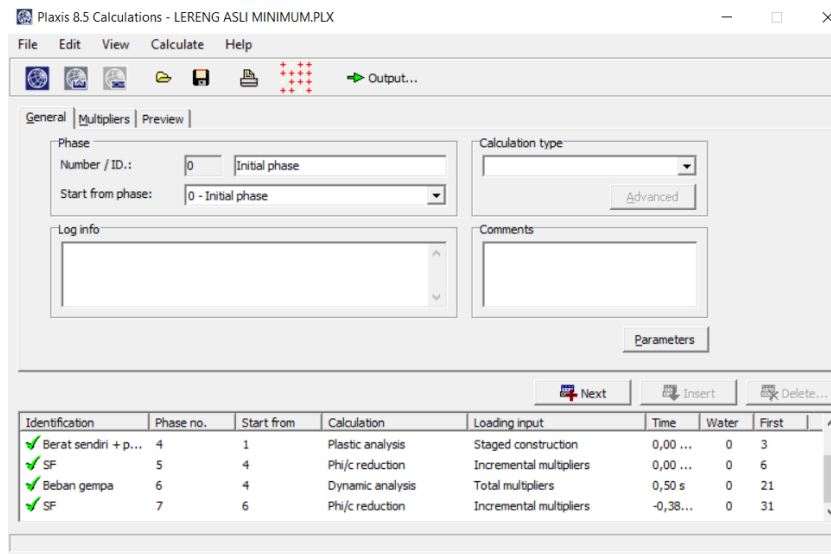 Plaxis 8.5 Calculations - LERENG ASLI MINIMUM.PLX
File Edit View Calculate Help
Output...
General Multipliers Preview
Phase
Number / ID.: 0 Initial phase
Start from phase: 0 - Initial phase
Calculation type
Advanced
Log info
Comments
Parameters
Next Insert Delete...
Identification Phase no. Start from Calculation Loading input Time Water First
Berat sendiri + p... 4 1 Plastic analysis Staged construction 0,00 ... 0 3
SF 5 4 Phi/c reduction Incremental multipliers 0,00 ... 0 6
Beban gempa 6 4 Dynamic analysis Total multipliers 0,50 s 0 21
SF 7 6 Phi/c reduction Incremental multipliers -0,38... 0 31